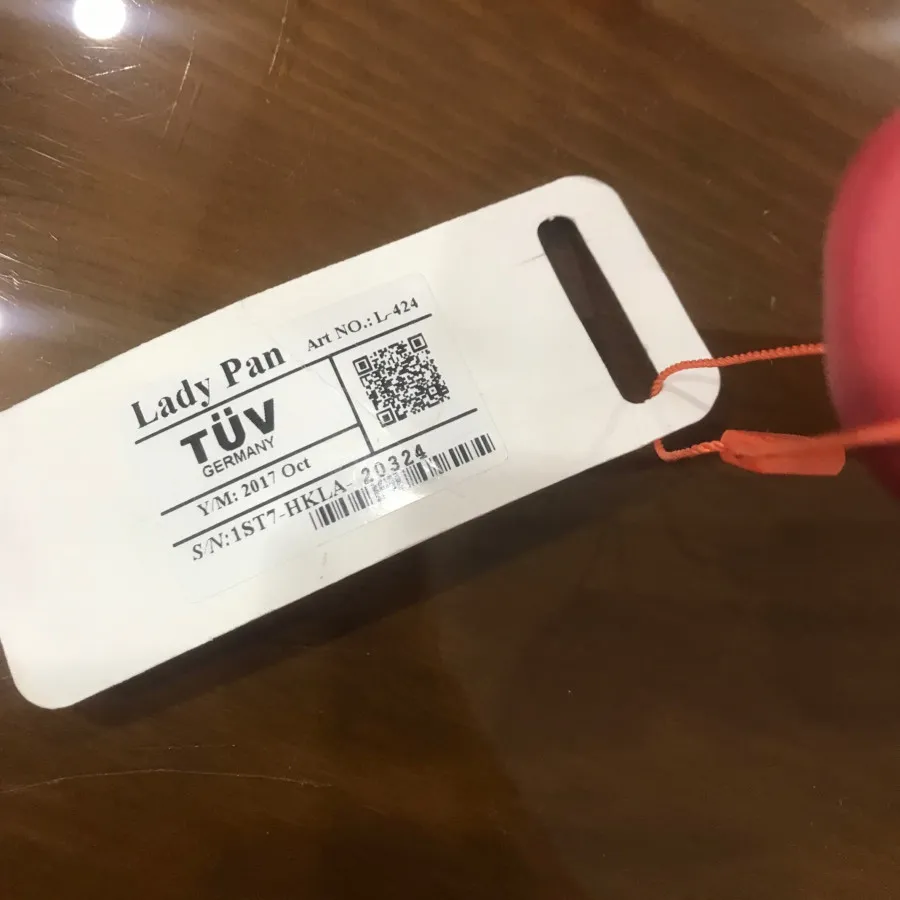 Lady Pan Art NO.: L-424
TÜV
GERMANY
Y/M: 2017 Oct
S/N:1ST7-HKLA-20324